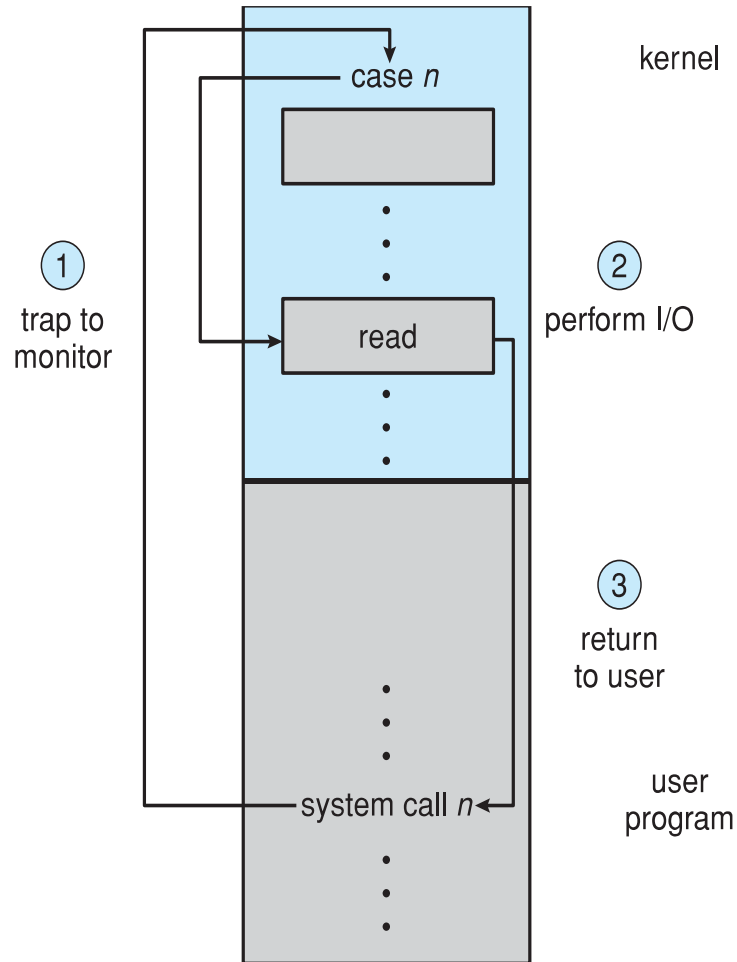 kernel
case n
1
trap to
monitor
2
perform I/O
read
3
return
to user
user
program
system call n